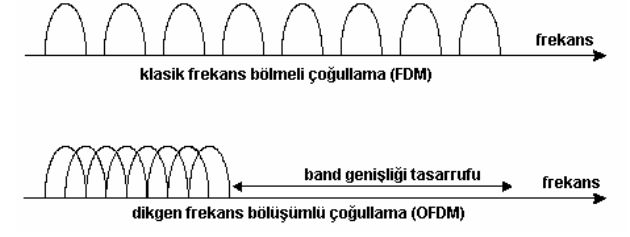 frekans
klasik frekans bölmeli çoğullama (FDM)
band genişliği tasarrufu
frekans
dikgen frekans bölüşümlü çoğullama (OFDM)